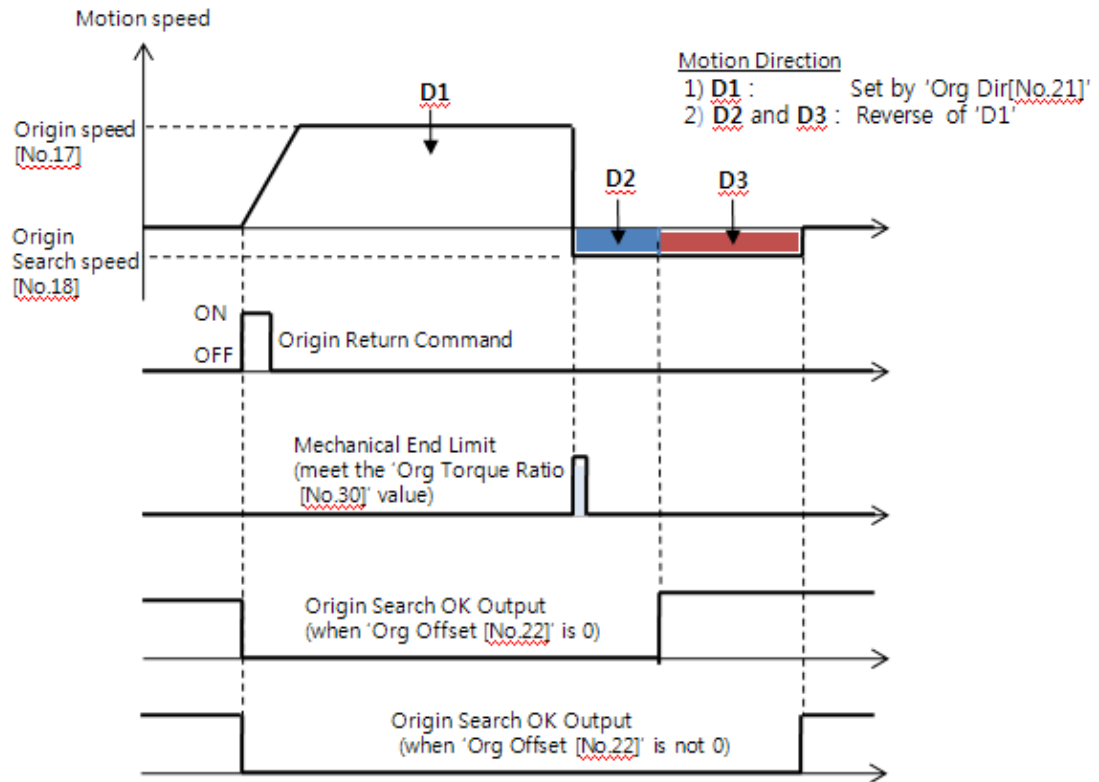 Motion speed
Motion Direction
1) D1 : Set by 'Org Dir[No.21]'
2) D2 and D3 : Reverse of 'D1'
D1
Origin speed
[No.17]
D2
D3
Origin
Search speed
[No.18]
ON
OFF
Origin Return Command
Mechanical End Limit
(meet the 'Org Torque Ratio
[No.30]' value)
Origin Search OK Output
(when 'Org Offset [No.22]' is 0)
Origin Search OK Output
(when 'Org Offset [No.22]' is not 0)